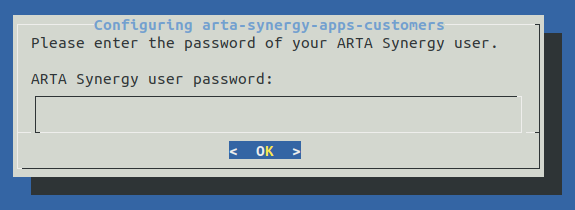 Configuring arta-synergy-apps-customers
Please enter the password of your ARTA Synergy user.
ARTA Synergy user password:
< OK >